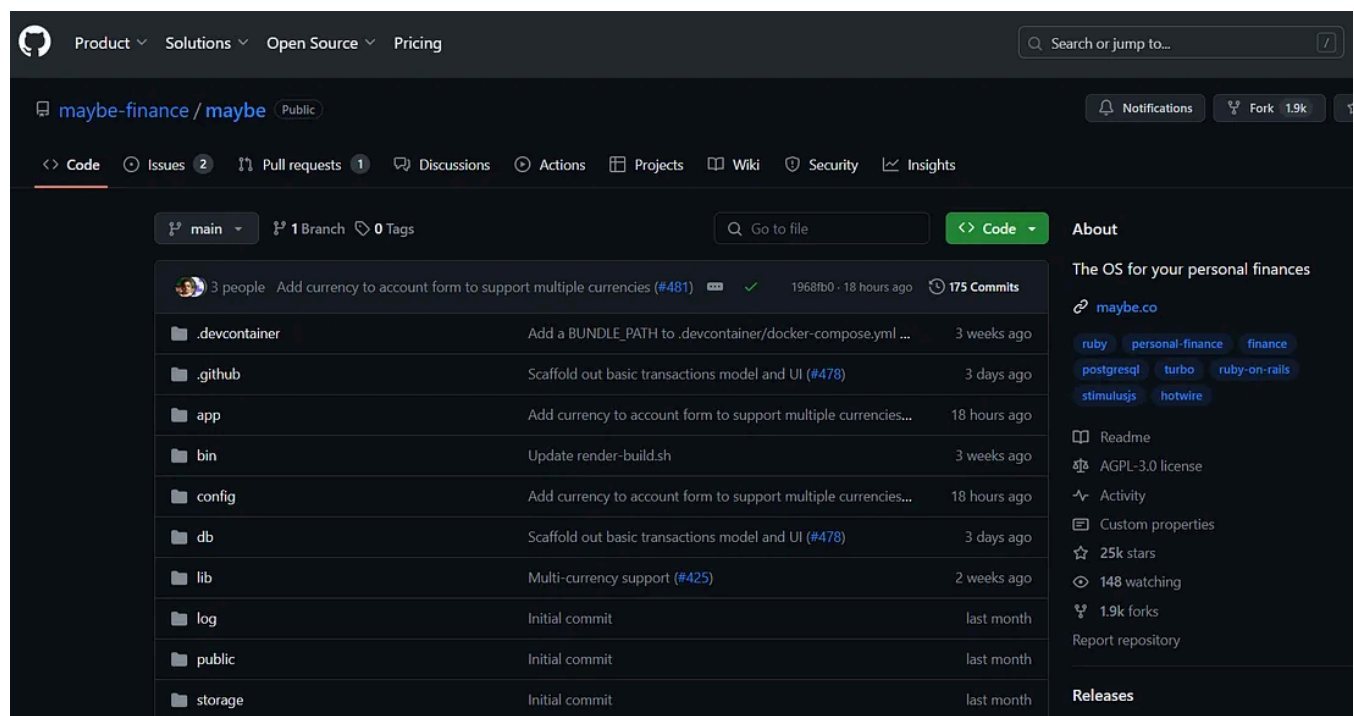 Product Solutions Open Source Pricing Search or jump to... /
maybe-finance / maybe Public Notifications Fork 1.9k
Code Issues 2 Pull requests 1 Discussions Actions Projects Wiki Security Insights
main 1 Branch 0 Tags Go to file Code
3 people Add currency to account form to support multiple currencies (#481) 1968fb0 · 18 hours ago 175 Commits
.devcontainer Add a BUNDLE_PATH to .devcontainer/docker-compose.yml ... 3 weeks ago
.github Scaffold out basic transactions model and UI (#478) 3 days ago
app Add currency to account form to support multiple currencies... 18 hours ago
bin Update render-build.sh 3 weeks ago
config Add currency to account form to support multiple currencies... 18 hours ago
db Scaffold out basic transactions model and UI (#478) 3 days ago
lib Multi-currency support (#425) 2 weeks ago
log Initial commit last month
public Initial commit last month
storage Initial commit last month
About
The OS for your personal finances
maybe.co
ruby personal-finance finance
postgresql turbo ruby-on-rails
stimulusjs hotwire
Readme
AGPL-3.0 license
Activity
Custom properties
25k stars
148 watching
1.9k forks
Report repository
Releases